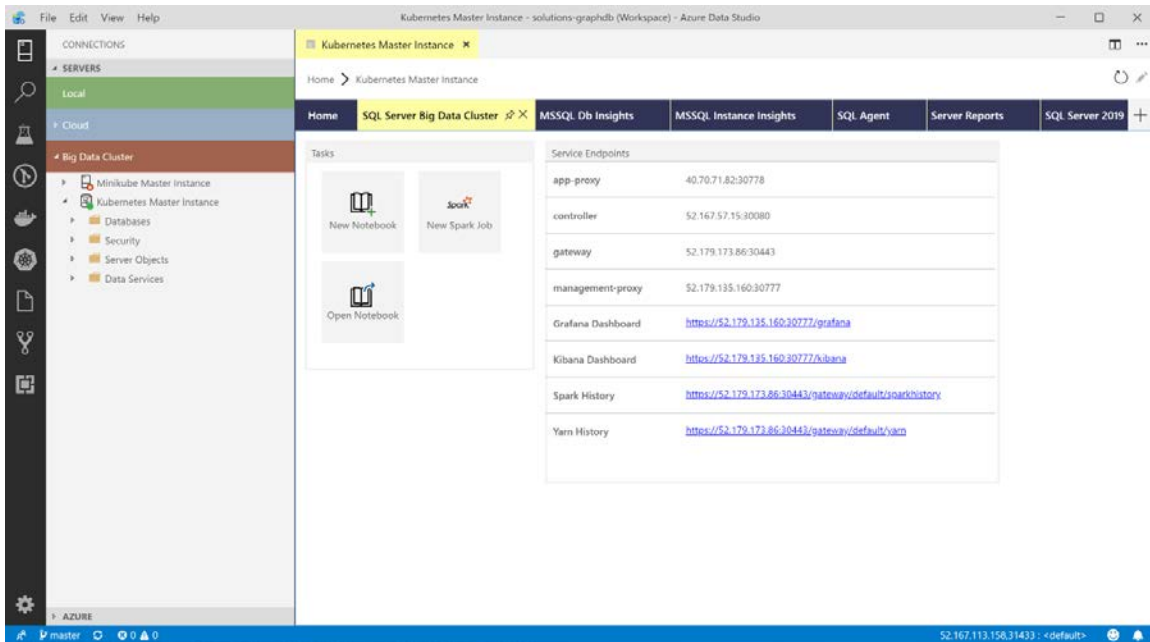 File Edit View Help
Kubernetes Master Instance - solutions-graphdb (Workspace) - Azure Data Studio
CONNECTIONS
SERVERS
Local
Cloud
Big Data Cluster
Minikube Master Instance
Kubernetes Master Instance
Databases
Security
Server Objects
Data Services
AZURE
Kubernetes Master Instance
Home Kubernetes Master Instance
Home SQL Server Big Data Cluster MSSQL Db Insights MSSQL Instance Insights SQL Agent Server Reports SQL Server 2019
Tasks
New Notebook
Spark
New Spark Job
Open Notebook
Service Endpoints
app-proxy 40.70.71.82:30778
controller 52.167.57.15:30080
gateway 52.179.173.86:30443
management-proxy 52.179.135.160:30777
Grafana Dashboard https://52.179.135.160:30777/grafana
Kibana Dashboard https://52.179.135.160:30777/kibana
Spark History https://52.179.173.86:30443/gateway/default/sparkhistory
Yarn History https://52.179.173.86:30443/gateway/default/yarn
master 0 0 52.167.113.158,31433 : <default>